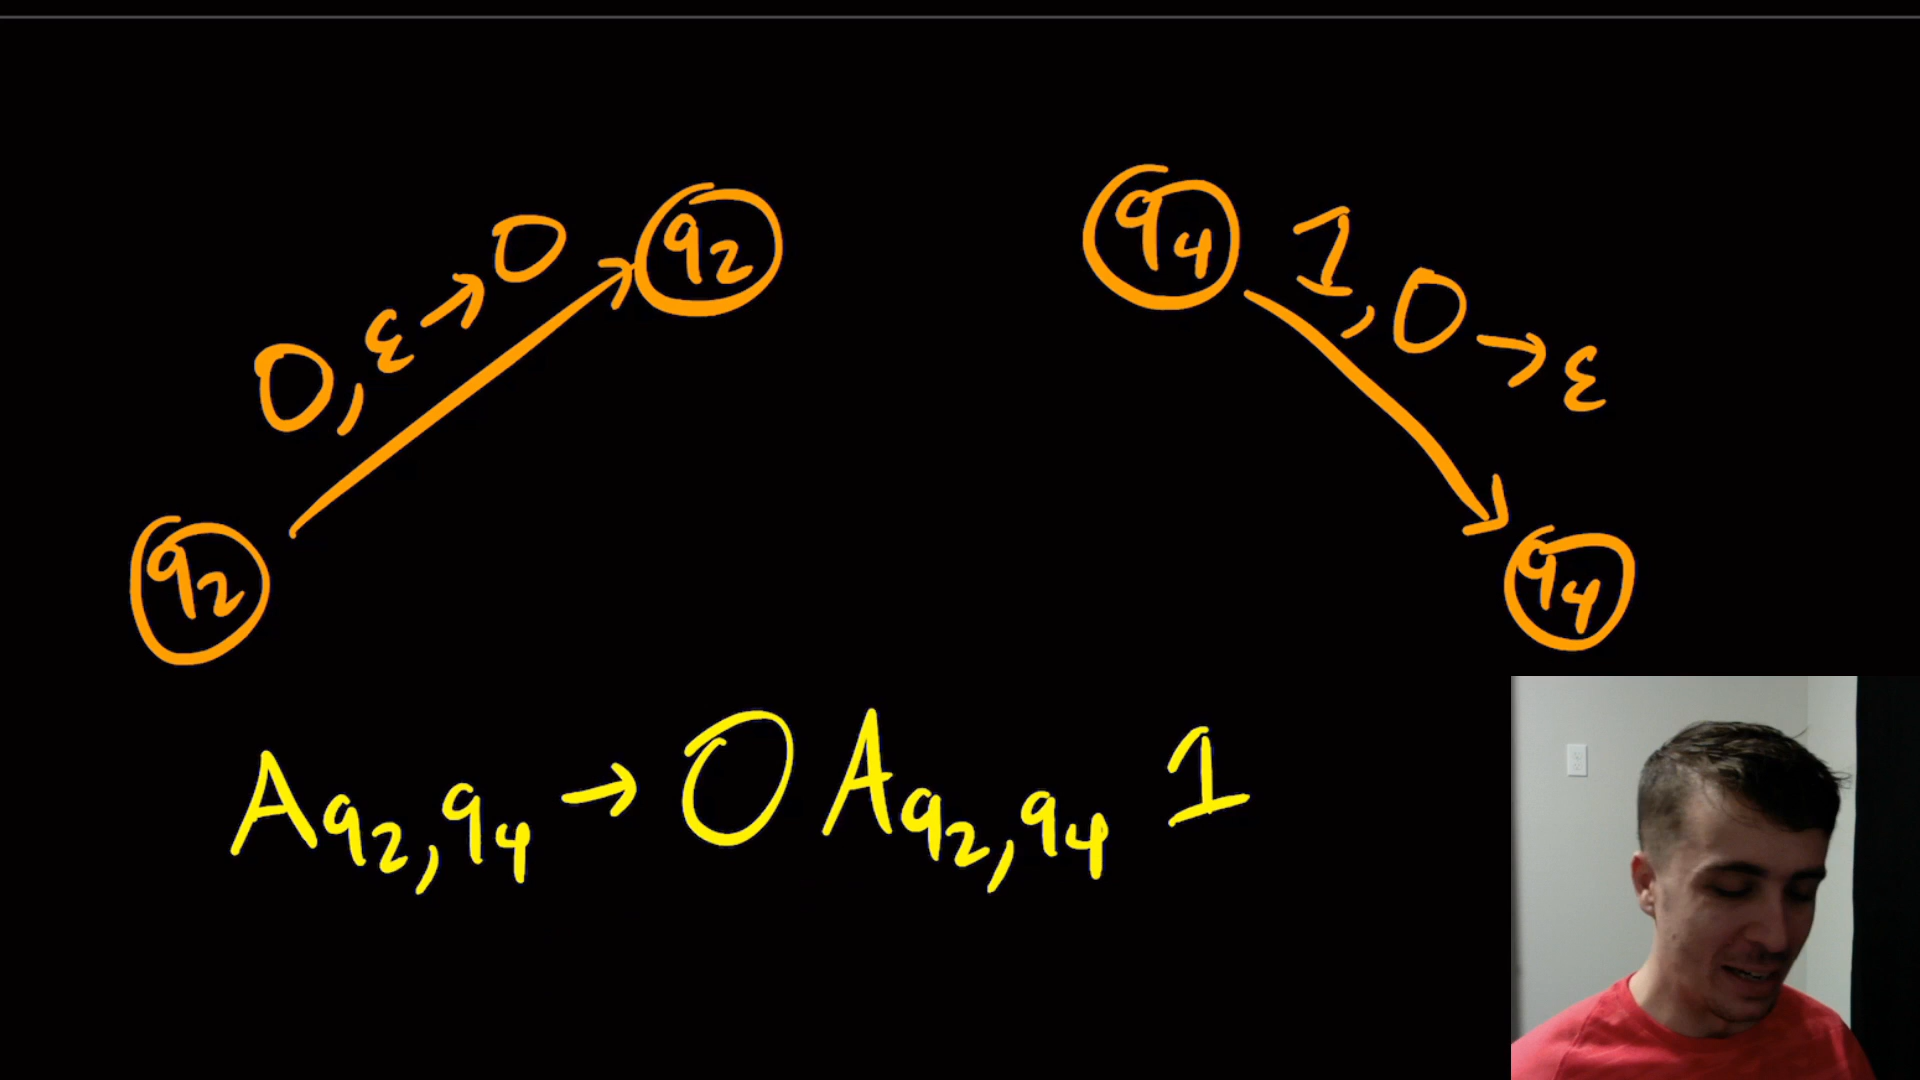 0,ε→0 q2
q4 1,0→ε
q2
q4
Aq2,q4 → 0 Aq2,q4 1